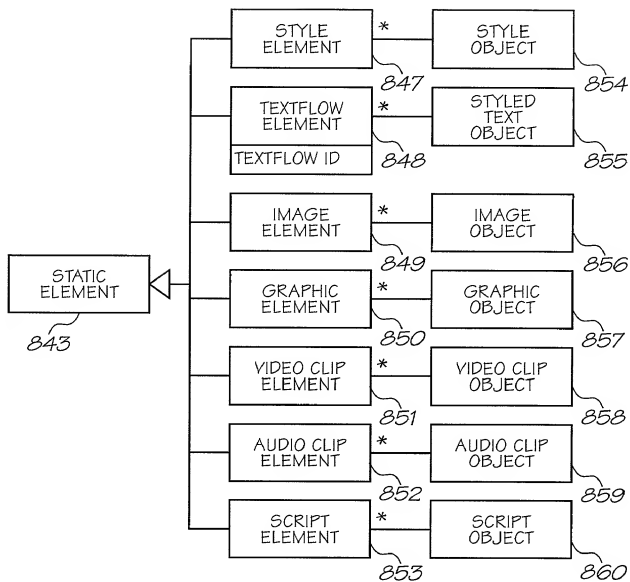 STYLE
ELEMENT
*
STYLE
OBJECT
847
854
TEXTFLOW
ELEMENT
TEXTFLOW ID
*
STYLED
TEXT
OBJECT
848
855
IMAGE
ELEMENT
*
IMAGE
OBJECT
849
856
STATIC
ELEMENT
843
GRAPHIC
ELEMENT
*
GRAPHIC
OBJECT
850
857
VIDEO CLIP
ELEMENT
*
VIDEO CLIP
OBJECT
851
858
AUDIO CLIP
ELEMENT
*
AUDIO CLIP
OBJECT
852
859
SCRIPT
ELEMENT
*
SCRIPT
OBJECT
853
860